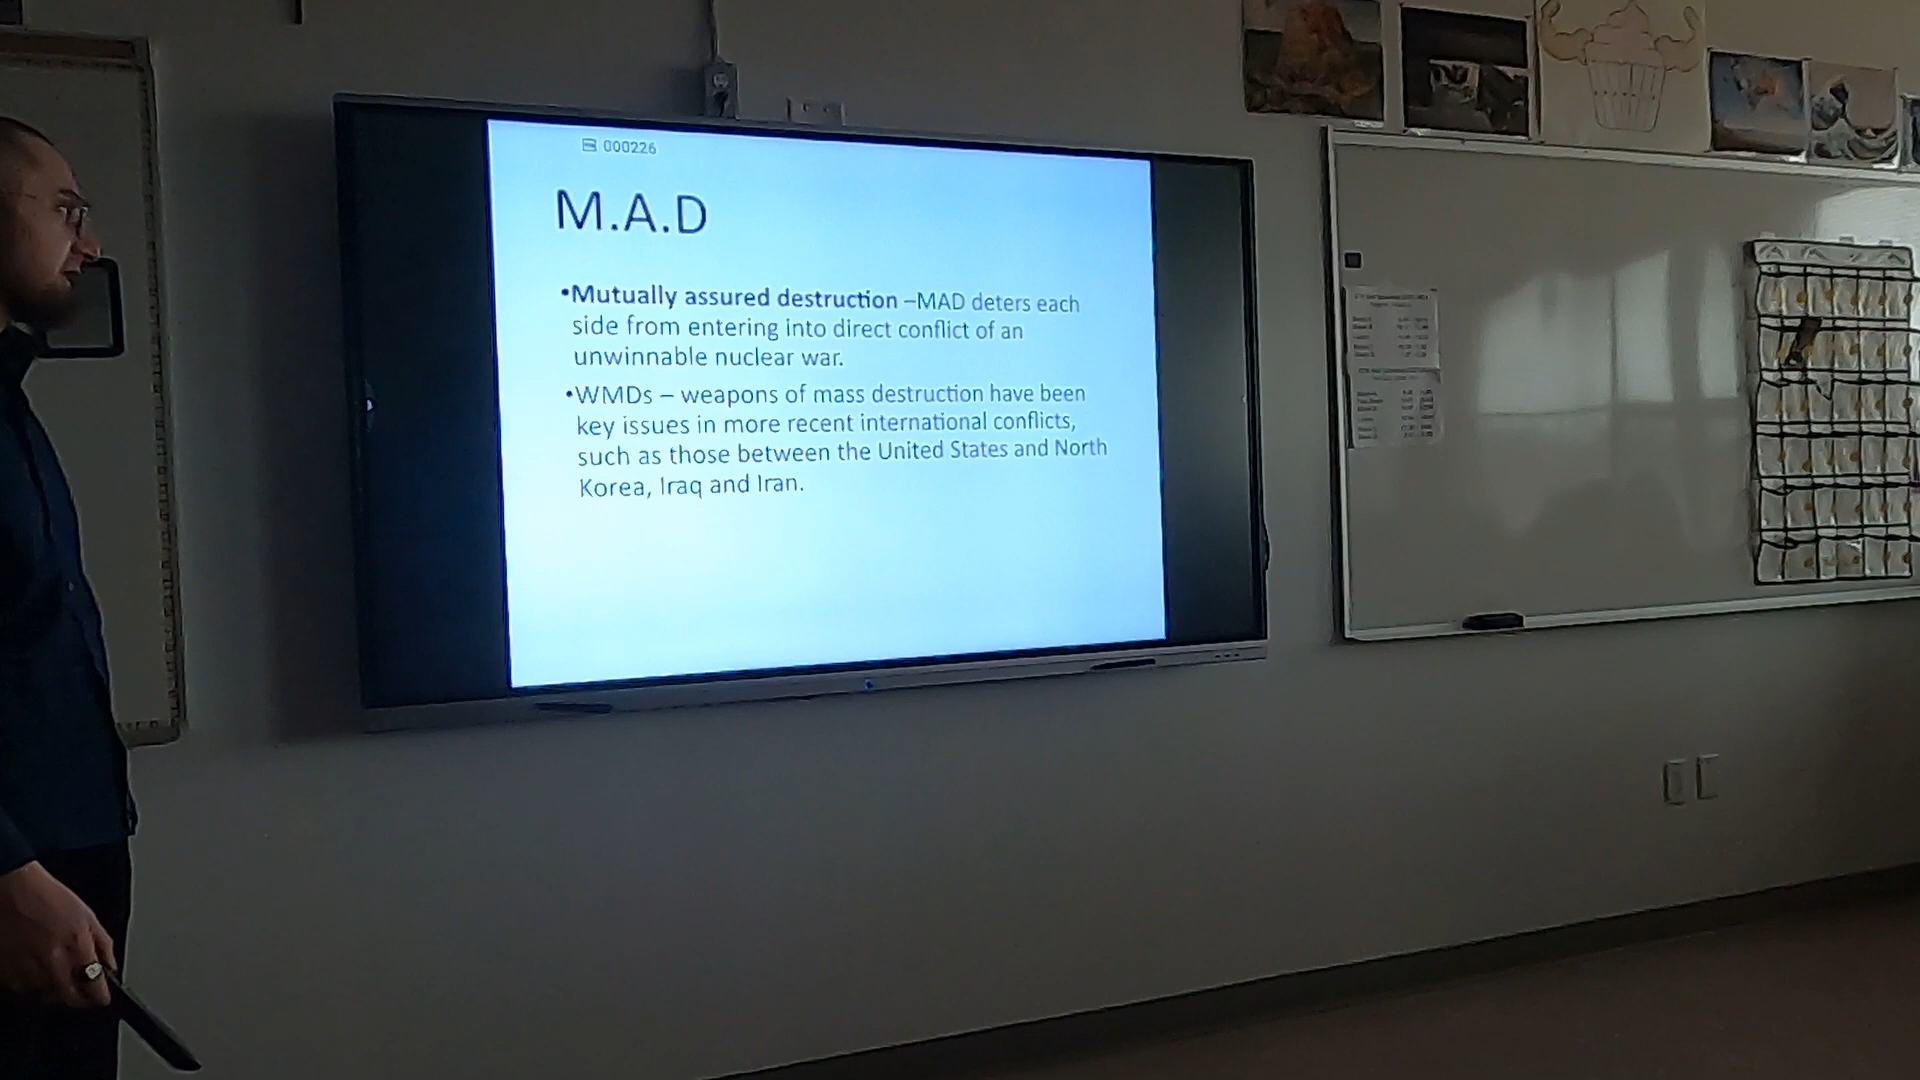 000226
M.A.D
•Mutually assured destruction –MAD deters each
side from entering into direct conflict of an
unwinnable nuclear war.
•WMDs – weapons of mass destruction have been
key issues in more recent international conflicts,
such as those between the United States and North
Korea, Iraq and Iran.